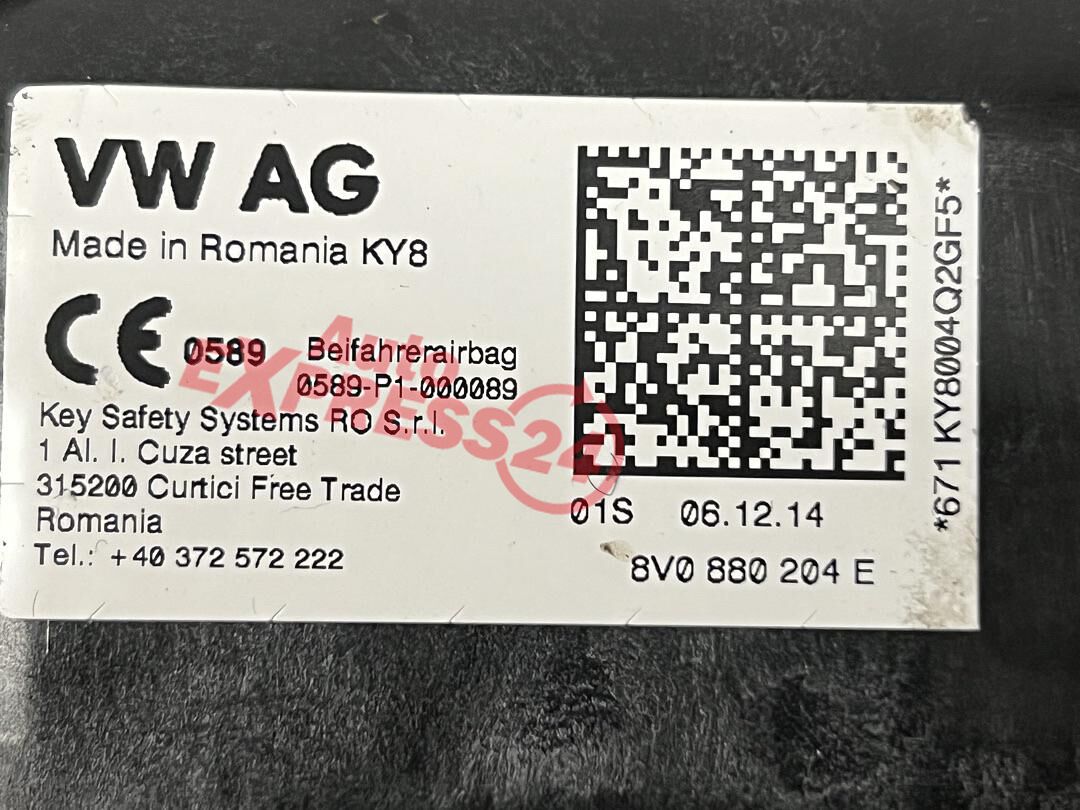 VW AG
Made in Romania KY8
CE 0589 Beifahrerairbag
0589-P1-000089
Key Safety Systems RO S.r.l.
1 Al. I. Cuza street
315200 Curtici Free Trade
Romania
Tel.: +40 372 572 222
01S 06.12.14
8V0 880 204 E
*671 KY8004Q2GF5*
Auto
EXPRESS24